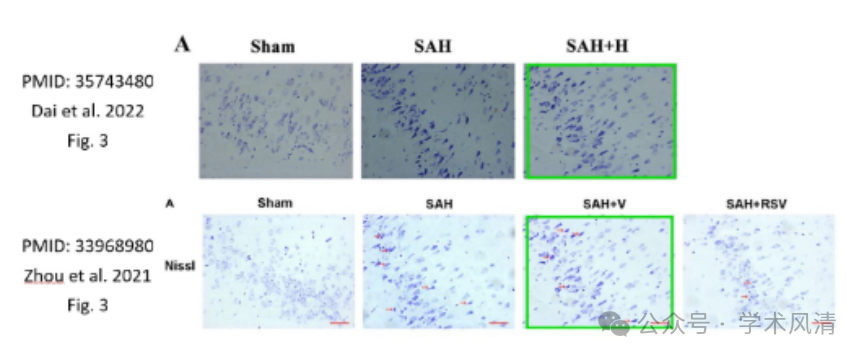 A
Sham
SAH
SAH+H
PMID: 35743480
Dai et al. 2022
Fig. 3
A
Sham
SAH
SAH+V
SAH+RSV
PMID: 33968980
Zhou et al. 2021
Fig. 3
Nissl
公众号 · 学术风清